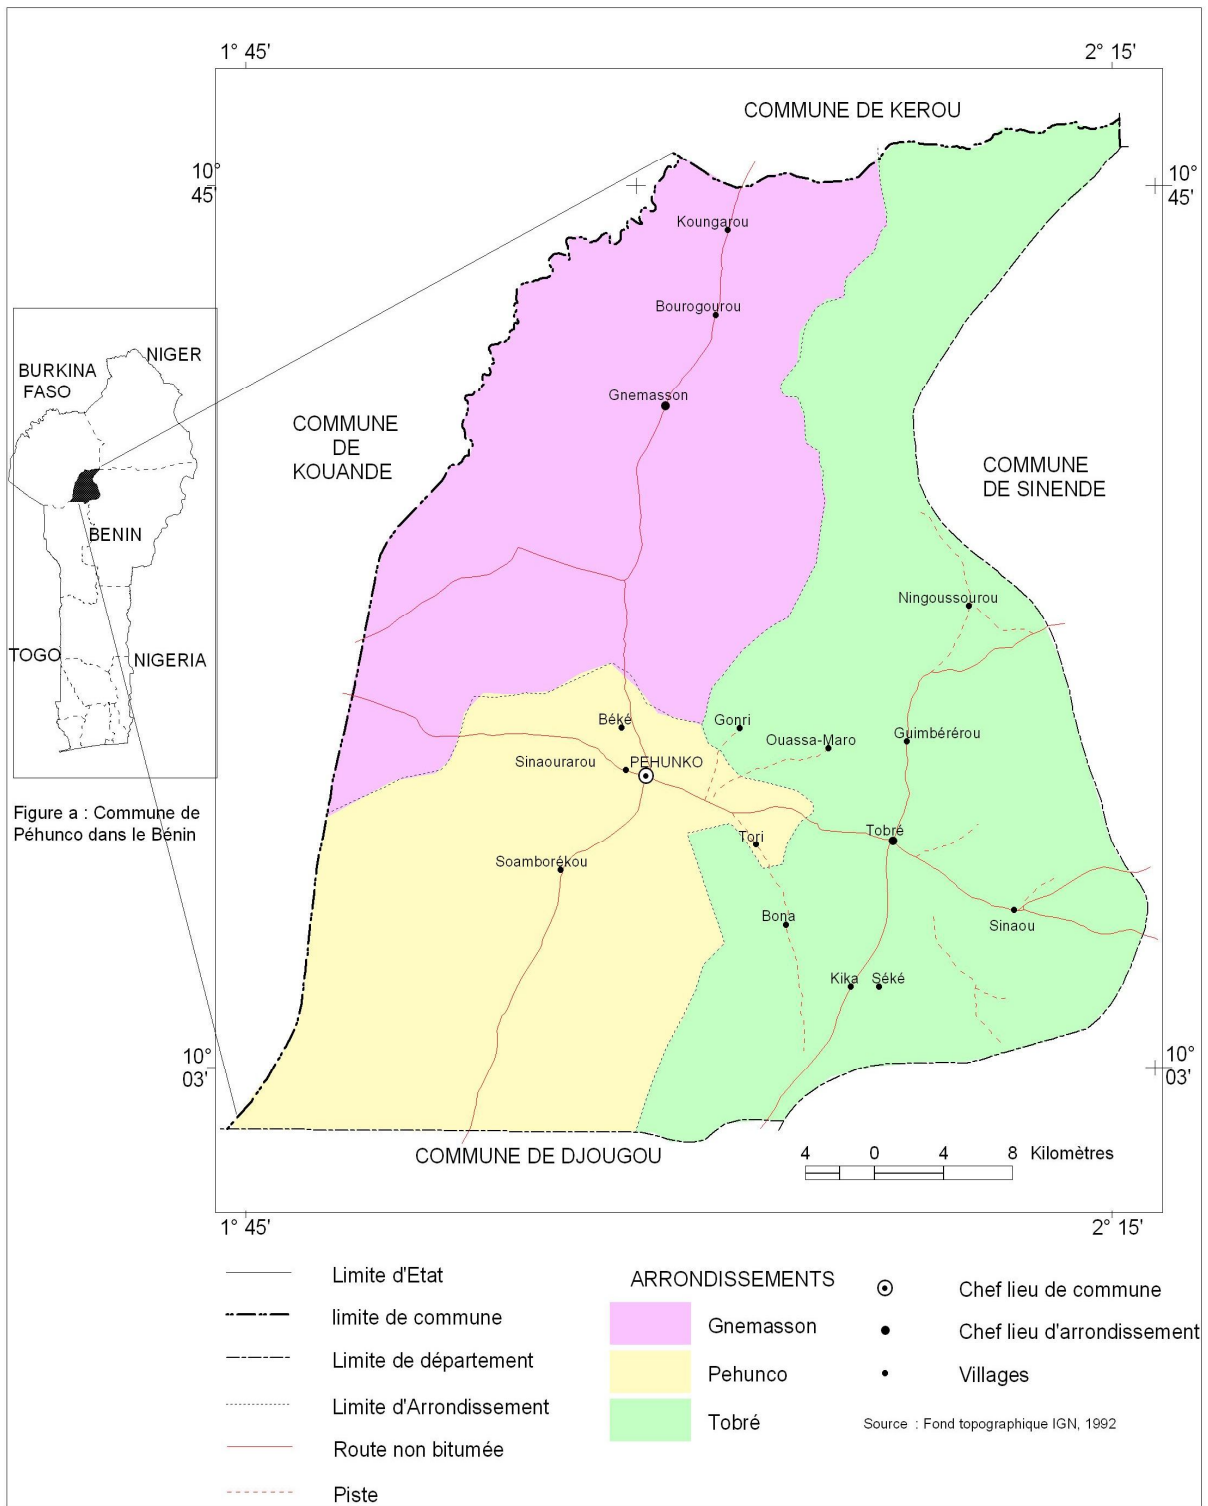 1° 45'
2° 15'
COMMUNE DE KEROU
10°
45'
10°
45'
Koungarou
Bourogourou
Gnemasson
COMMUNE
DE
KOUANDE
COMMUNE
DE SINENDE
NIGER
BURKINA
FASO
BENIN
TOGO
NIGERIA
Figure a : Commune de
Péhunco dans le Bénin
Ningoussourou
Béké
Gonri
Ouassa-Maro
Guimbérérou
Sinaourarou
PEHUNKO
Tori
Tobré
Soamborékou
Bona
Sinaou
Kika
Séké
10°
03'
10°
03'
COMMUNE DE DJOUGOU
4 0 4 8 Kilomètres
1° 45'
2° 15'
Limite d'Etat
limite de commune
Limite de département
Limite d'Arrondissement
Route non bitumée
Piste
ARRONDISSEMENTS
Gnemasson
Pehunco
Tobré
Chef lieu de commune
Chef lieu d'arrondissement
Villages
Source : Fond topographique IGN, 1992